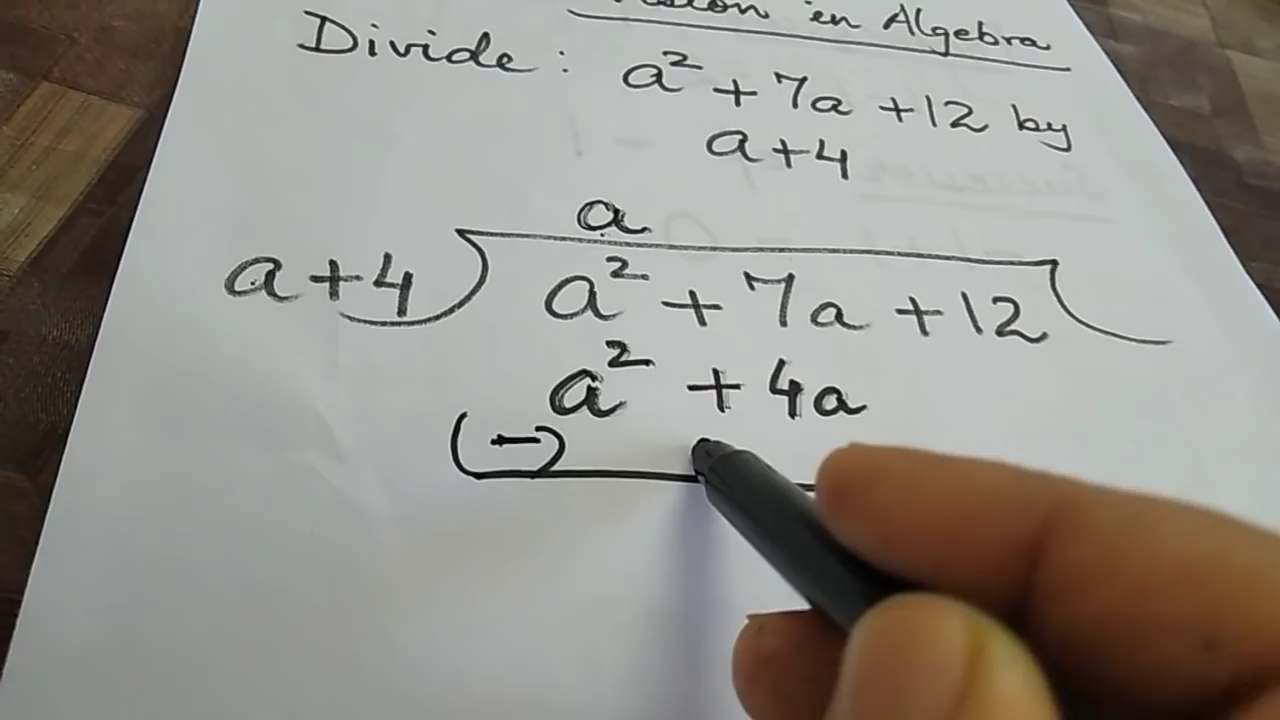 in Algebra
Divide : a² + 7a + 12 by
a + 4
a
a + 4 ) a² + 7a + 12 (
a² + 4a
(−)